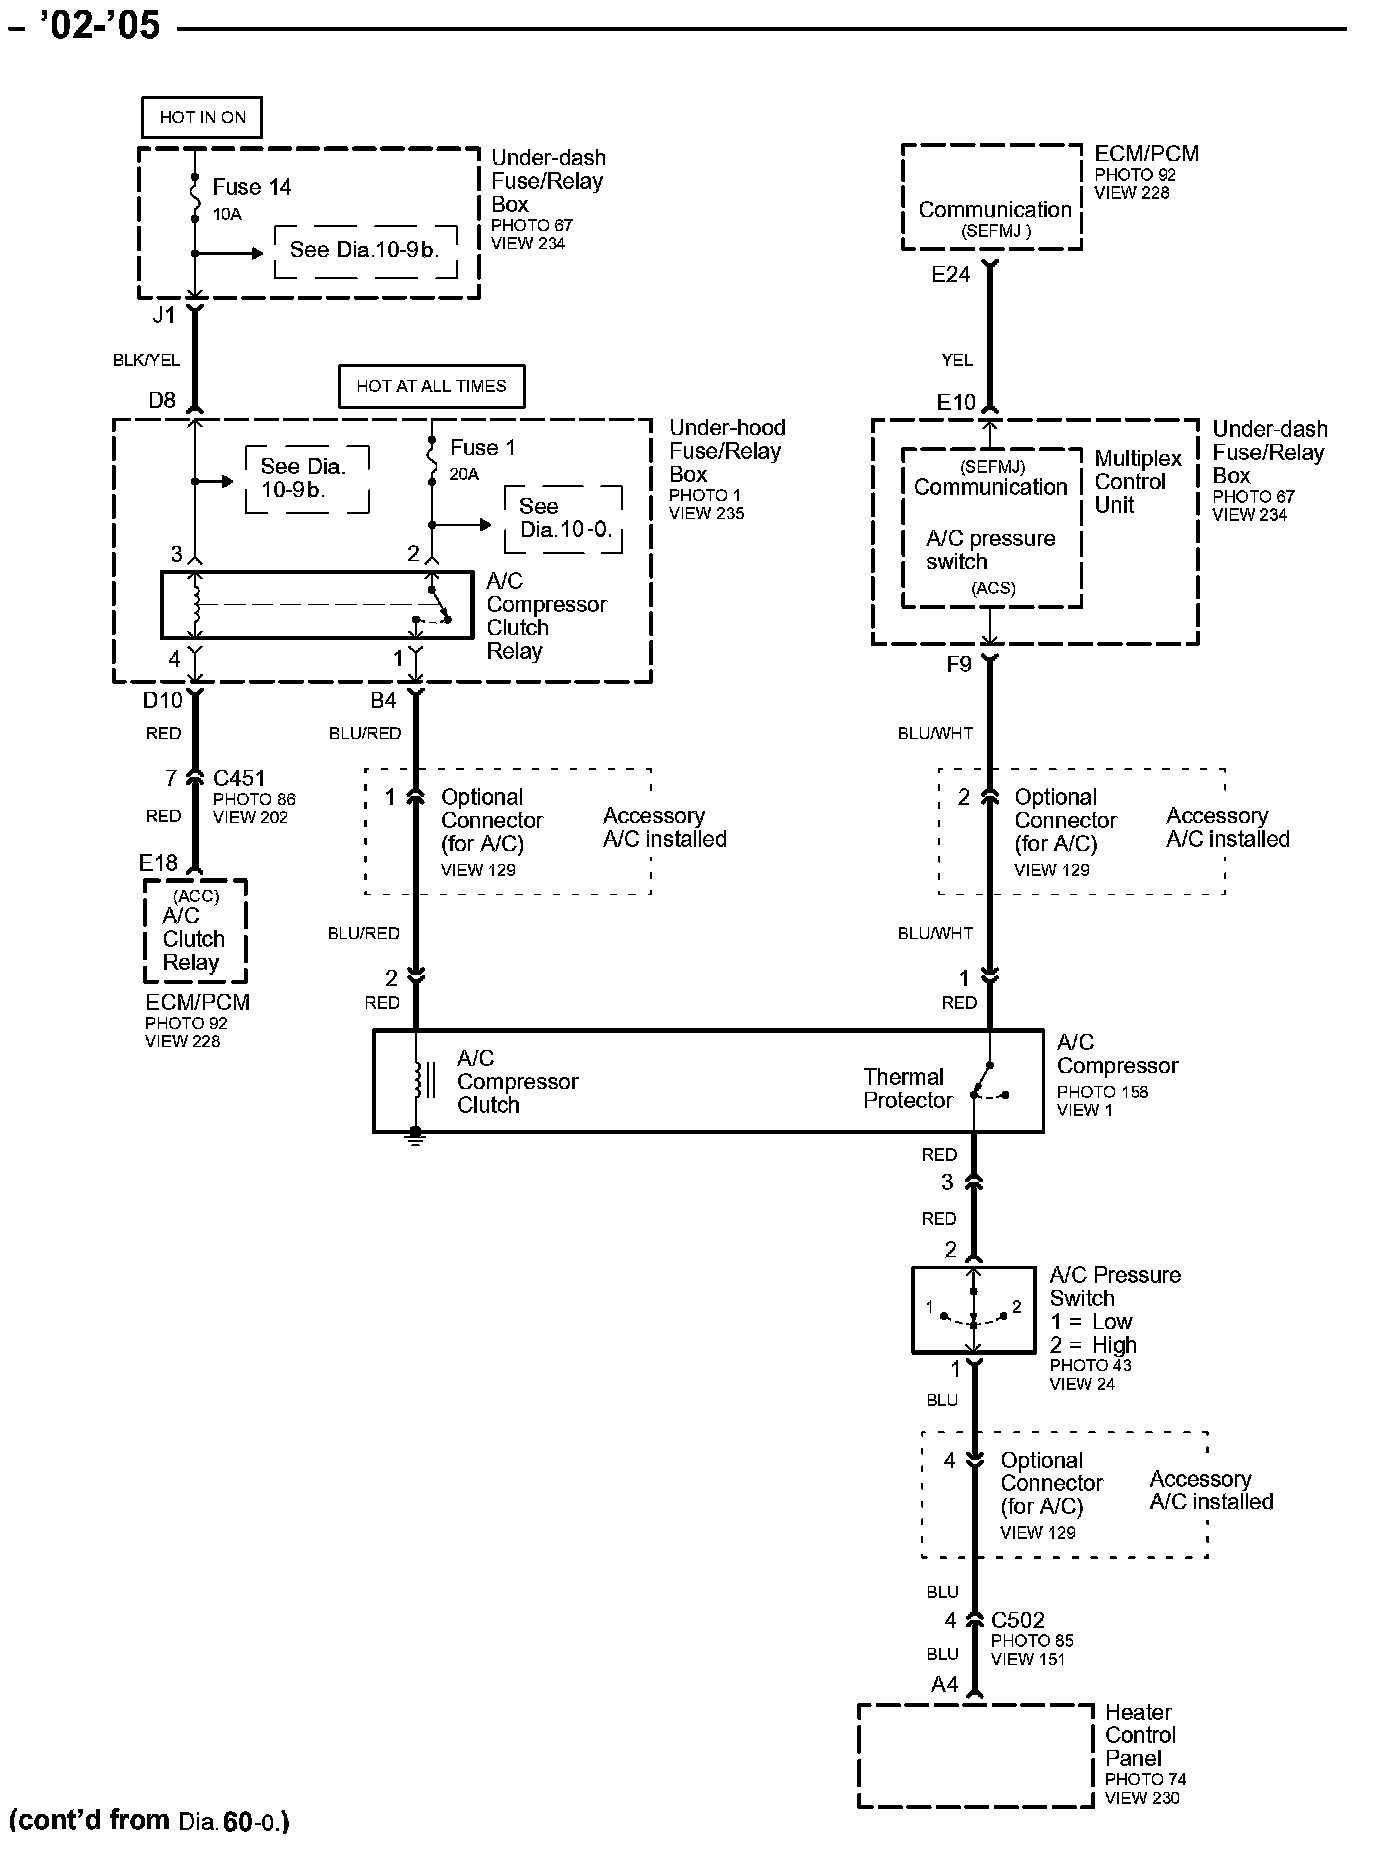 – ’02-’05
HOT IN ON
Fuse 14
10A
See Dia.10-9b.
Under-dash
Fuse/Relay
Box
PHOTO 67
VIEW 234
J1
BLK/YEL
D8
HOT AT ALL TIMES
Fuse 1
20A
See Dia.
10-9b.
See
Dia.10-0.
Under-hood
Fuse/Relay
Box
PHOTO 1
VIEW 235
3
2
A/C
Compressor
Clutch
Relay
4
1
D10
B4
RED
BLU/RED
7
C451
PHOTO 86
VIEW 202
RED
E18
(ACC)
A/C
Clutch
Relay
ECM/PCM
PHOTO 92
VIEW 228
1
Optional
Connector
(for A/C)
VIEW 129
Accessory
A/C installed
BLU/RED
2
RED
ECM/PCM
PHOTO 92
VIEW 228
Communication
(SEFMJ )
E24
YEL
E10
(SEFMJ)
Communication
A/C pressure
switch
(ACS)
Multiplex
Control
Unit
Under-dash
Fuse/Relay
Box
PHOTO 67
VIEW 234
F9
BLU/WHT
2
Optional
Connector
(for A/C)
VIEW 129
Accessory
A/C installed
BLU/WHT
1
RED
A/C
Compressor
Clutch
Thermal
Protector
A/C
Compressor
PHOTO 158
VIEW 1
RED
3
RED
2
1
2
A/C Pressure
Switch
1 = Low
2 = High
PHOTO 43
VIEW 24
1
BLU
4
Optional
Connector
(for A/C)
VIEW 129
Accessory
A/C installed
BLU
4
C502
PHOTO 85
VIEW 151
BLU
A4
Heater
Control
Panel
PHOTO 74
VIEW 230
(cont’d from Dia. 60-0.)